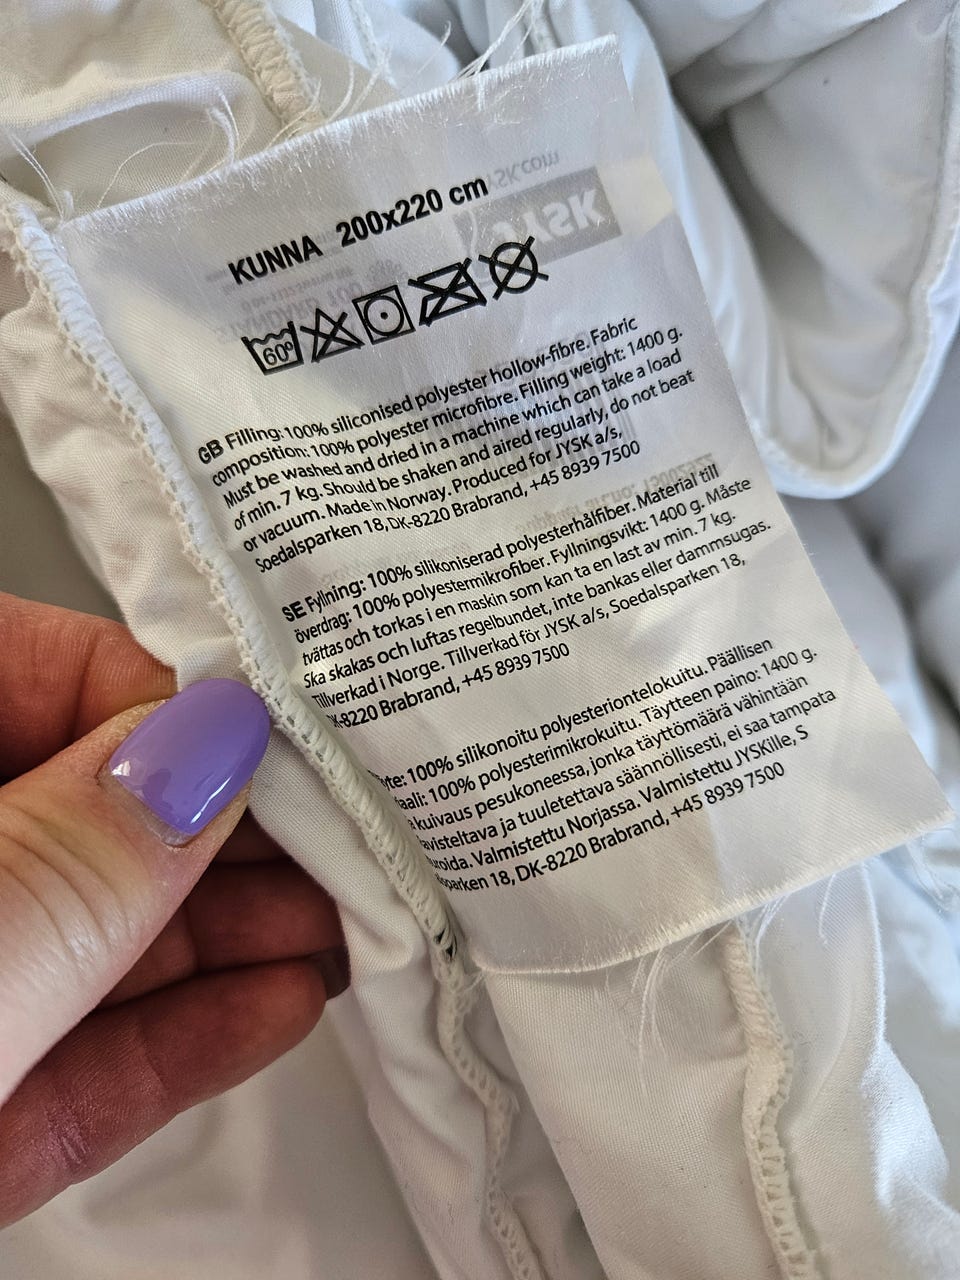 KUNNA 200x220 cm
60°
GB Filling: 100% siliconised polyester hollow-fibre. Fabric
composition: 100% polyester microfibre. Filling weight: 1400 g.
Must be washed and dried in a machine which can take a load
of min. 7 kg. Should be shaken and aired regularly, do not beat
or vacuum. Made in Norway. Produced for JYSK a/s,
Soedalsparken 18, DK-8220 Brabrand, +45 8939 7500
SE Fyllning: 100% silikoniserad polyesterhålfiber. Material till
överdrag: 100% polyestermikrofiber. Fyllningsvikt: 1400 g. Måste
tvättas och torkas i en maskin som kan ta en last av min. 7 kg.
Ska skakas och luftas regelbundet, inte bankas eller dammsugas.
Tillverkad i Norge. Tillverkad för JYSK a/s, Soedalsparken 18,
DK-8220 Brabrand, +45 8939 7500
100% silikonoitu polyesteriontelokuitu. Päällisen
100% polyesterimikrokuitu. Täytteen paino: 1400 g.
kuivaus pesukoneessa, jonka täyttömäärä vähintään
ja tuuletettava säännöllisesti, ei saa tampata
Valmistettu Norjassa. Valmistettu JYSKille, S
18, DK-8220 Brabrand, +45 8939 7500
JYSK.com
JYSK